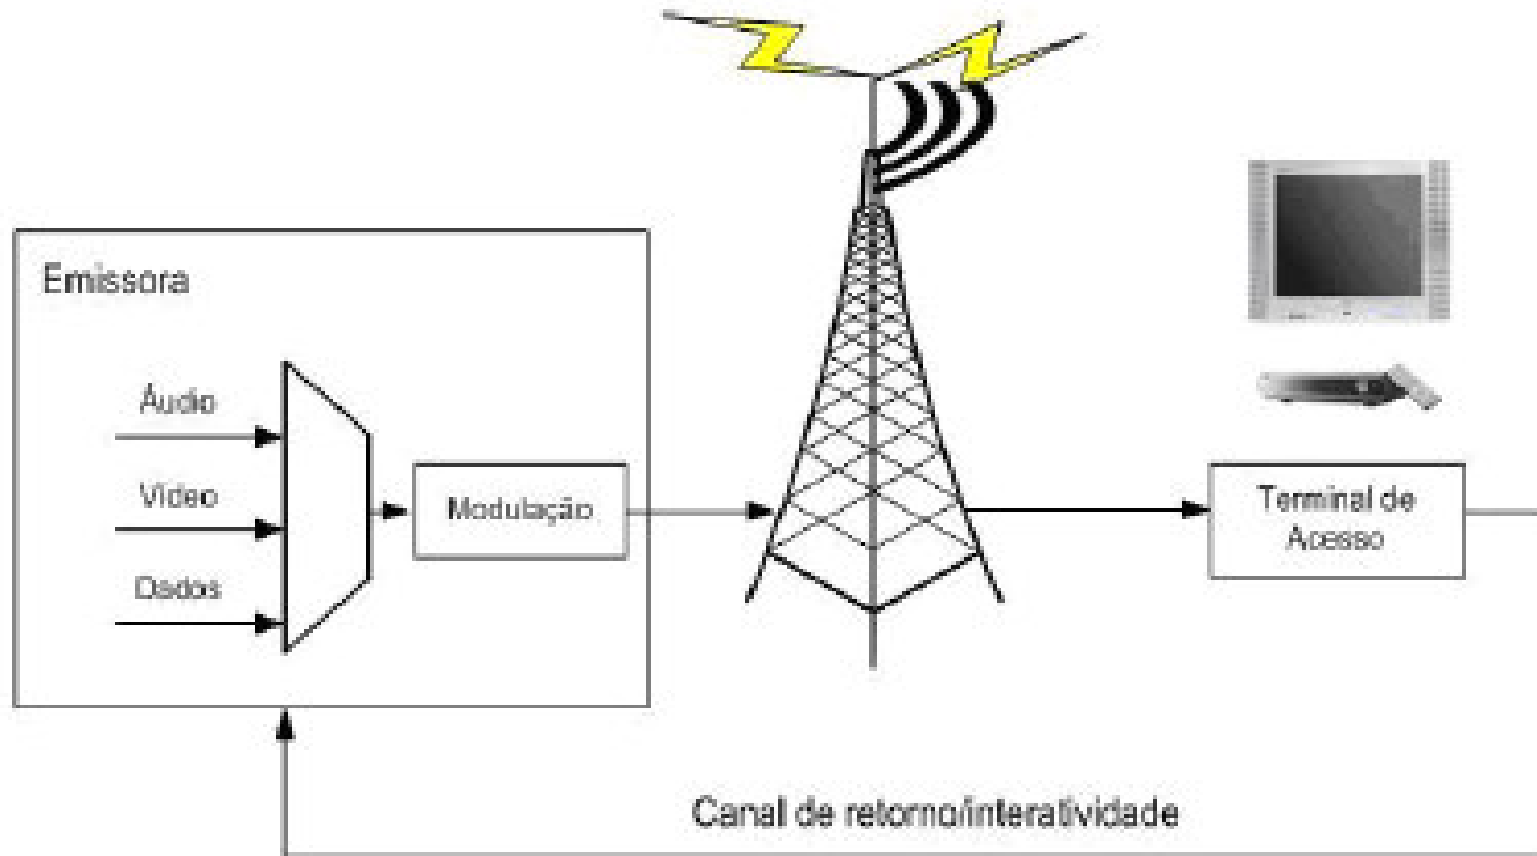 Emissora
Áudio
Vídeo
Dados
Modulação
Terminal de
Acesso
Canal de retorno/interatividade